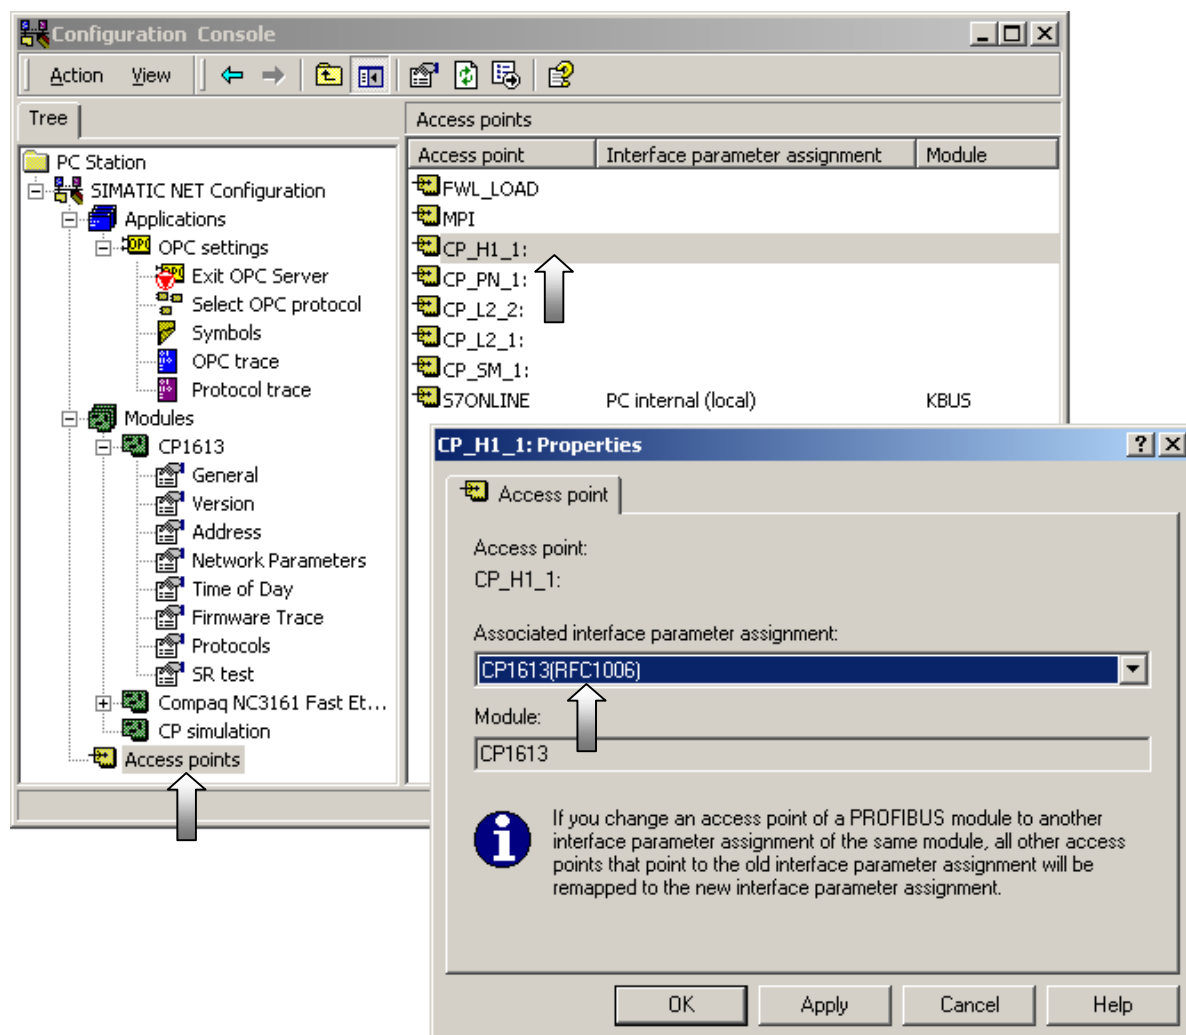 Configuration Console
Action View
Tree
Access points
PC Station
SIMATIC NET Configuration
Applications
OPC settings
Exit OPC Server
Select OPC protocol
Symbols
OPC trace
Protocol trace
Modules
CP1613
General
Version
Address
Network Parameters
Time of Day
Firmware Trace
Protocols
SR test
Compaq NC3161 Fast Et...
CP simulation
Access points
Access point Interface parameter assignment Module
FWL_LOAD
MPI
CP_H1_1:
CP_PN_1:
CP_L2_2:
CP_L2_1:
CP_SM_1:
S7ONLINE PC internal (local) KBUS
CP_H1_1: Properties
Access point
Access point:
CP_H1_1:
Associated interface parameter assignment:
CP1613(RFC1006)
Module:
CP1613
If you change an access point of a PROFIBUS module to another
interface parameter assignment of the same module, all other access
points that point to the old interface parameter assignment will be
remapped to the new interface parameter assignment.
OK Apply Cancel Help